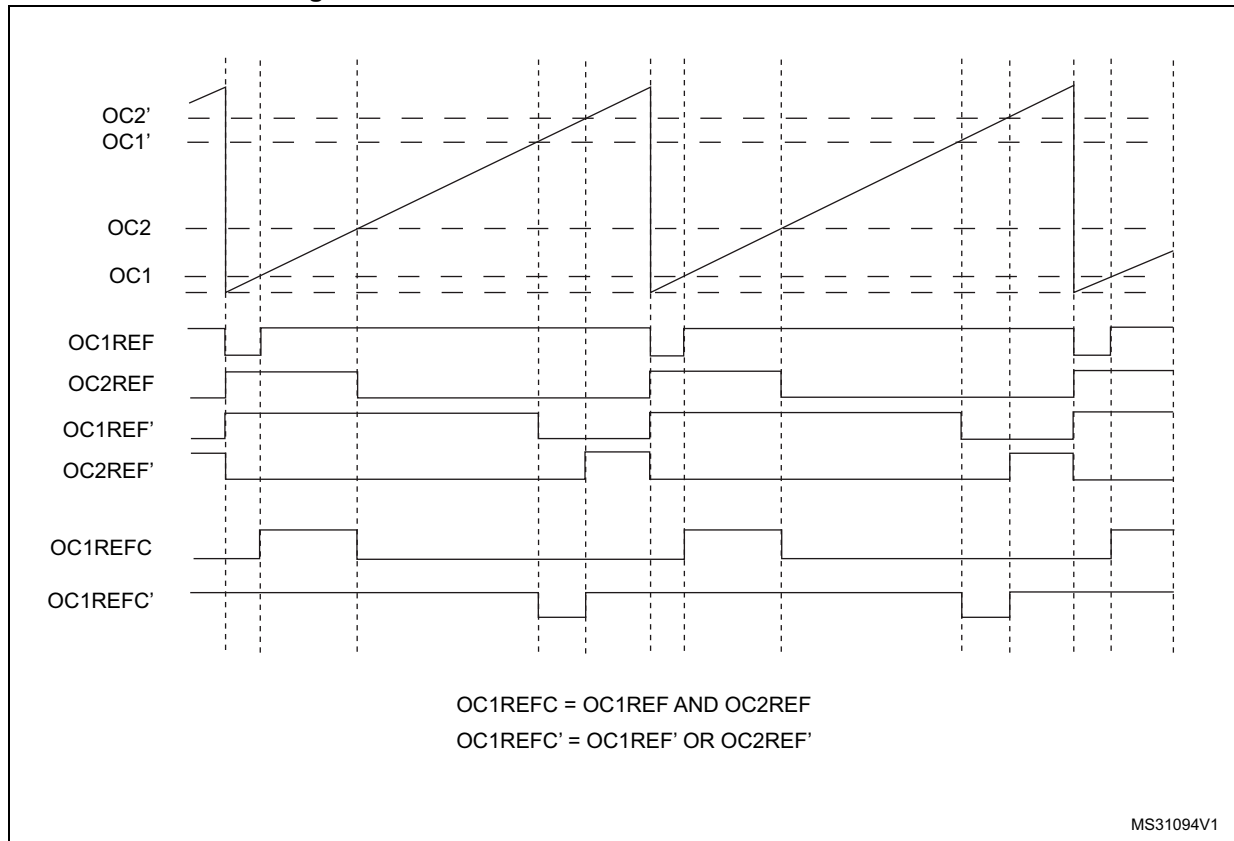 OC2’
OC1’
OC2
OC1
OC1REF
OC2REF
OC1REF’
OC2REF’
OC1REFC
OC1REFC’
OC1REFC = OC1REF AND OC2REF
OC1REFC’ = OC1REF’ OR OC2REF’
MS31094V1